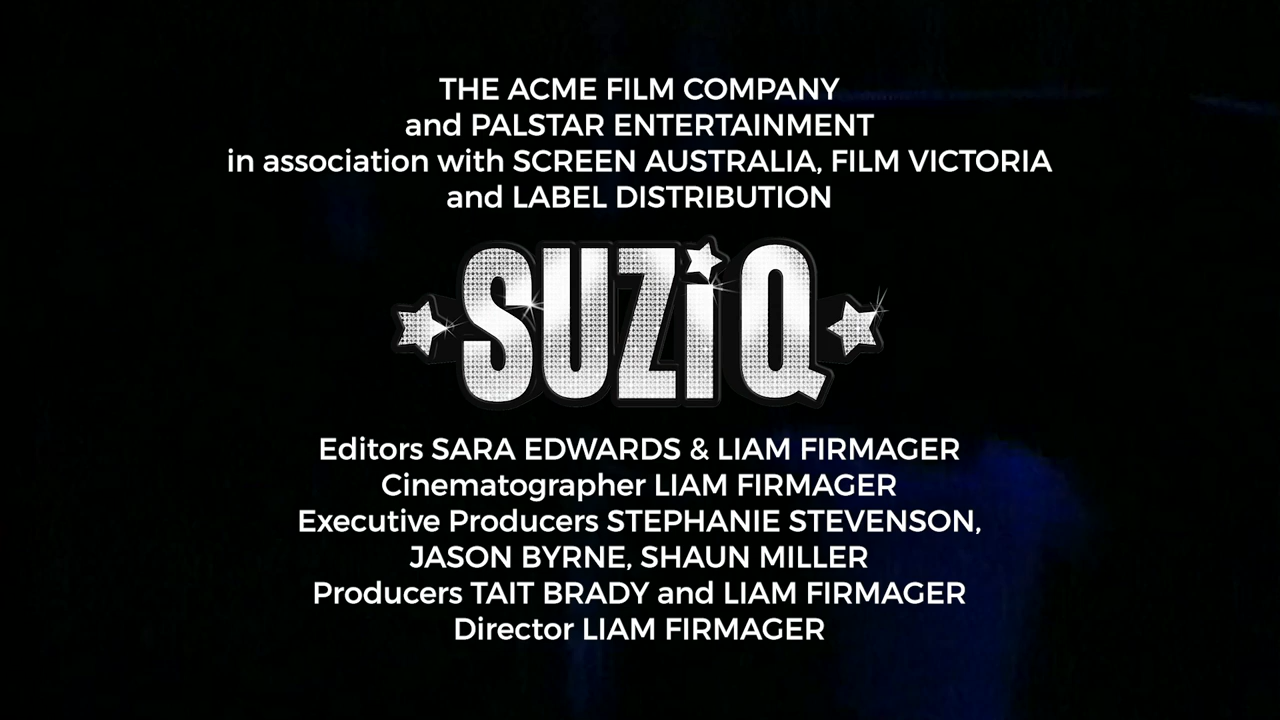 THE ACME FILM COMPANY
and PALSTAR ENTERTAINMENT
in association with SCREEN AUSTRALIA, FILM VICTORIA
and LABEL DISTRIBUTION
SUZi Q
Editors SARA EDWARDS & LIAM FIRMAGER
Cinematographer LIAM FIRMAGER
Executive Producers STEPHANIE STEVENSON,
JASON BYRNE, SHAUN MILLER
Producers TAIT BRADY and LIAM FIRMAGER
Director LIAM FIRMAGER